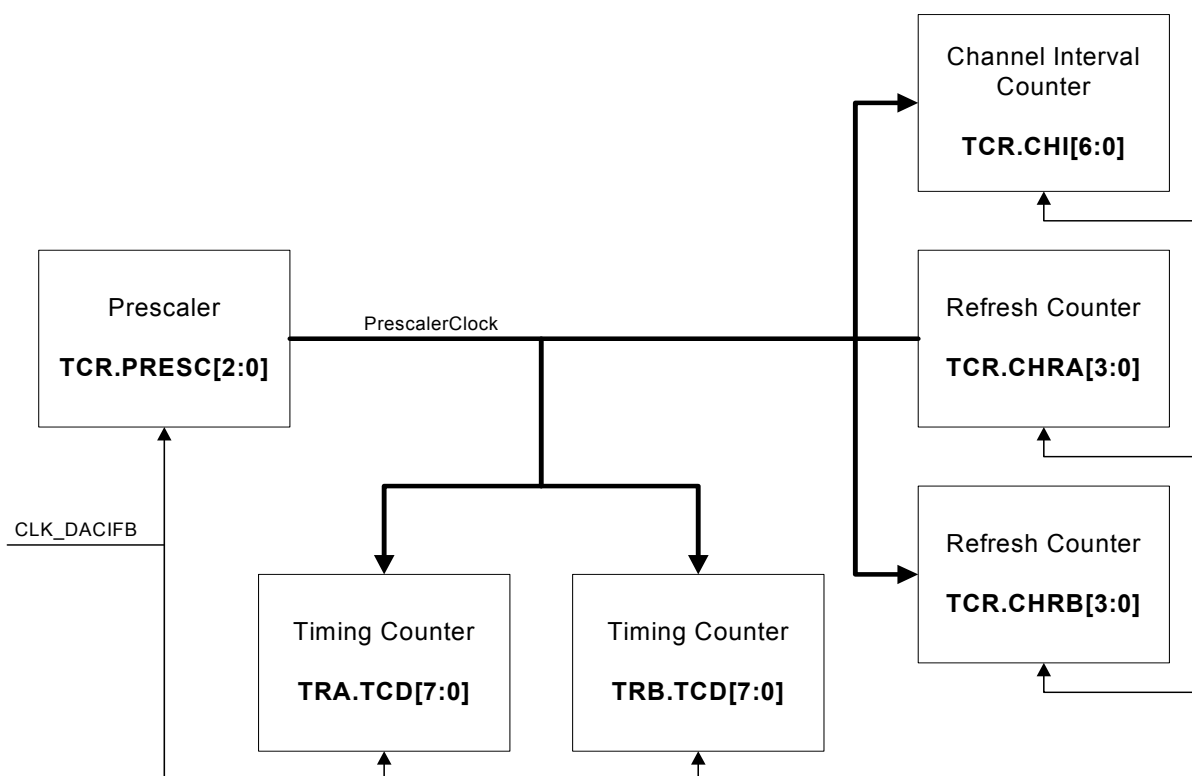 Channel Interval
Counter
TCR.CHI[6:0]
Prescaler
TCR.PRESC[2:0]
PrescalerClock
Refresh Counter
TCR.CHRA[3:0]
CLK_DACIFB
Refresh Counter
TCR.CHRB[3:0]
Timing Counter
TRA.TCD[7:0]
Timing Counter
TRB.TCD[7:0]